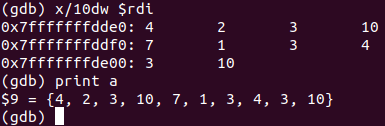 (gdb) x/10dw $rdi
0x7fffffffdde0: 4 2 3 10
0x7fffffffddf0: 7 1 3 4
0x7fffffffde00: 3 10
(gdb) print a
$9 = {4, 2, 3, 10, 7, 1, 3, 4, 3, 10}
(gdb)